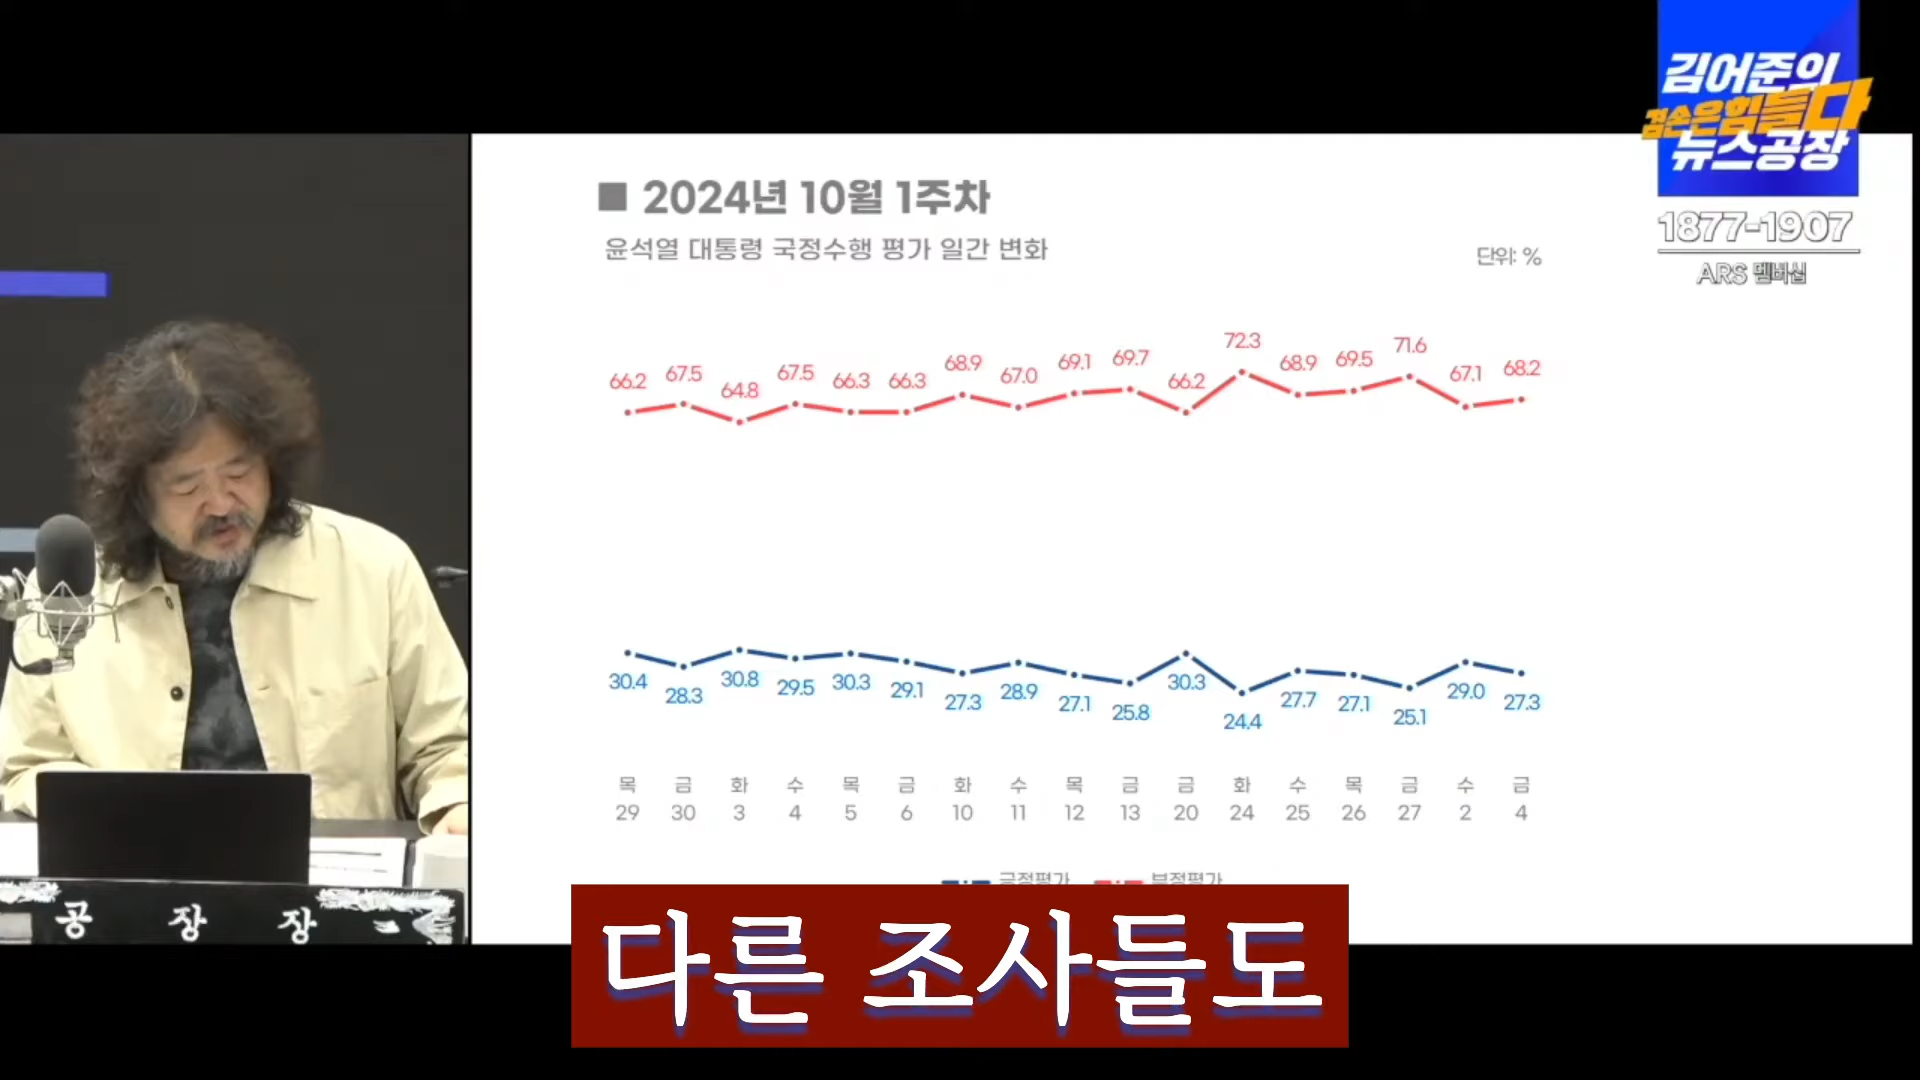 김어준의
겸손은힘들다
뉴스공장
1877-1907
ARS 멤버십
■ 2024년 10월 1주차
윤석열 대통령 국정수행 평가 일간 변화
단위: %
66.2 67.5 64.8 67.5 66.3 66.3 68.9 67.0 69.1 69.7 66.2 72.3 68.9 69.5 71.6 67.1 68.2
30.4 28.3 30.8 29.5 30.3 29.1 27.3 28.9 27.1 25.8 30.3 24.4 27.7 27.1 25.1 29.0 27.3
목 금 화 수 목 금 화 수 목 금 금 화 수 목 금 수 금
29 30 3 4 5 6 10 11 12 13 20 24 25 26 27 2 4
긍정평가 부정평가
공 장 장
다른 조사들도